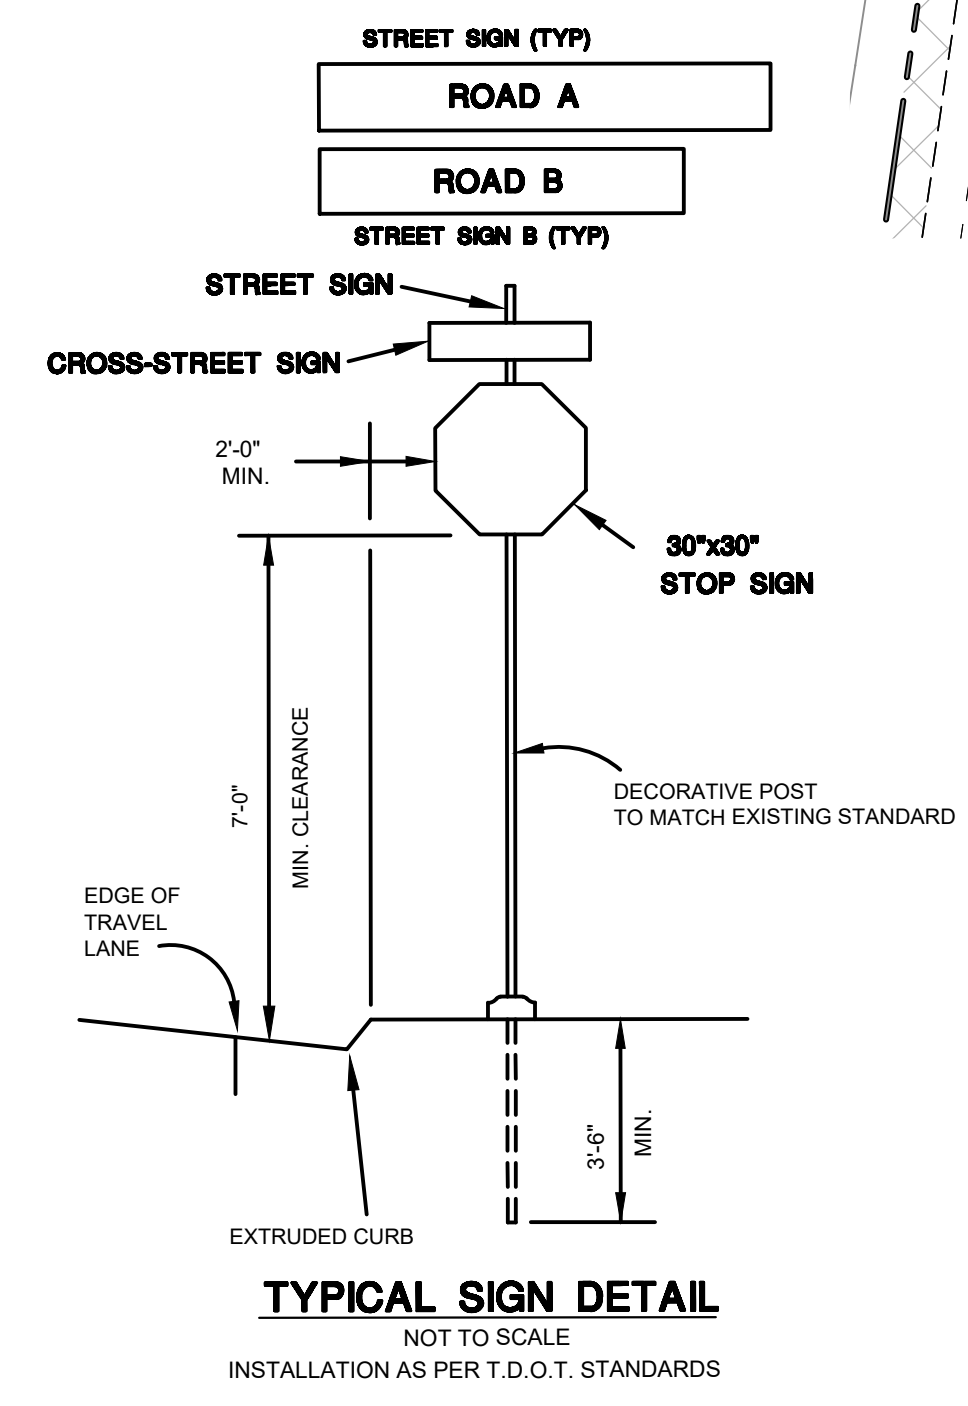 STREET SIGN (TYP)
ROAD A
ROAD B
STREET SIGN B (TYP)
STREET SIGN
CROSS-STREET SIGN
2'-0"
MIN.
30"x30"
STOP SIGN
7'-0"
MIN. CLEARANCE
DECORATIVE POST
TO MATCH EXISTING STANDARD
EDGE OF
TRAVEL
LANE
3'-6"
MIN.
EXTRUDED CURB
TYPICAL SIGN DETAIL
NOT TO SCALE
INSTALLATION AS PER T.D.O.T. STANDARDS